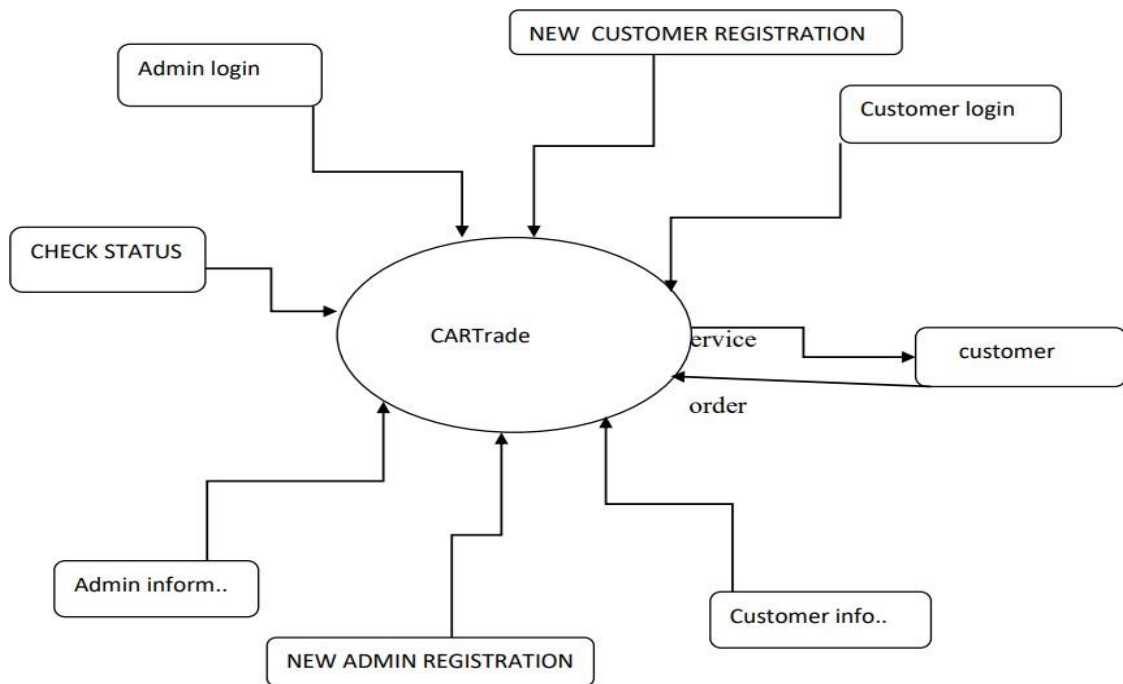 NEW CUSTOMER REGISTRATION
Admin login
Customer login
CHECK STATUS
CARTrade
ervice
customer
order
Admin inform..
Customer info..
NEW ADMIN REGISTRATION